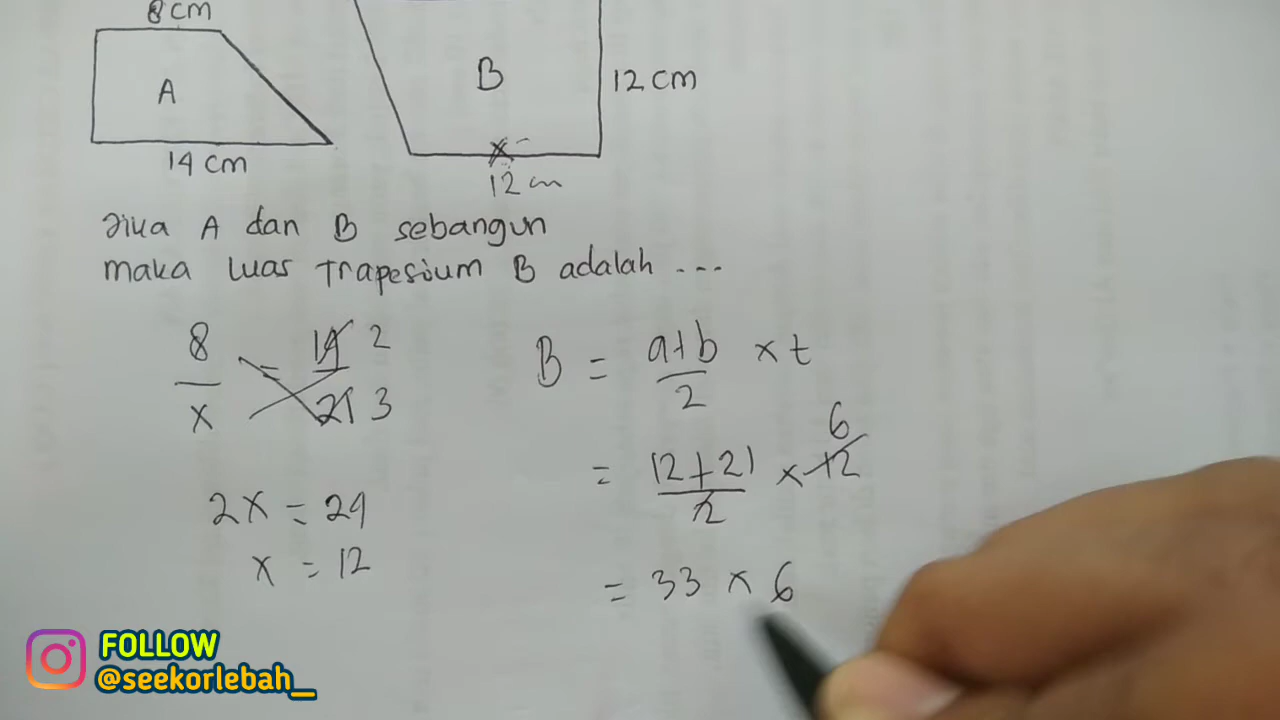 8 cm
A
14 cm
B
12 cm
x
12 cm
Jika A dan B sebangun
maka luas Trapesium B adalah ...
8/x = 14/21 2/3
2x = 24
x = 12
B = a+b/2 x t
= 12+21/2 x 12 6
= 33 x 6
FOLLOW
@seekorlebah_